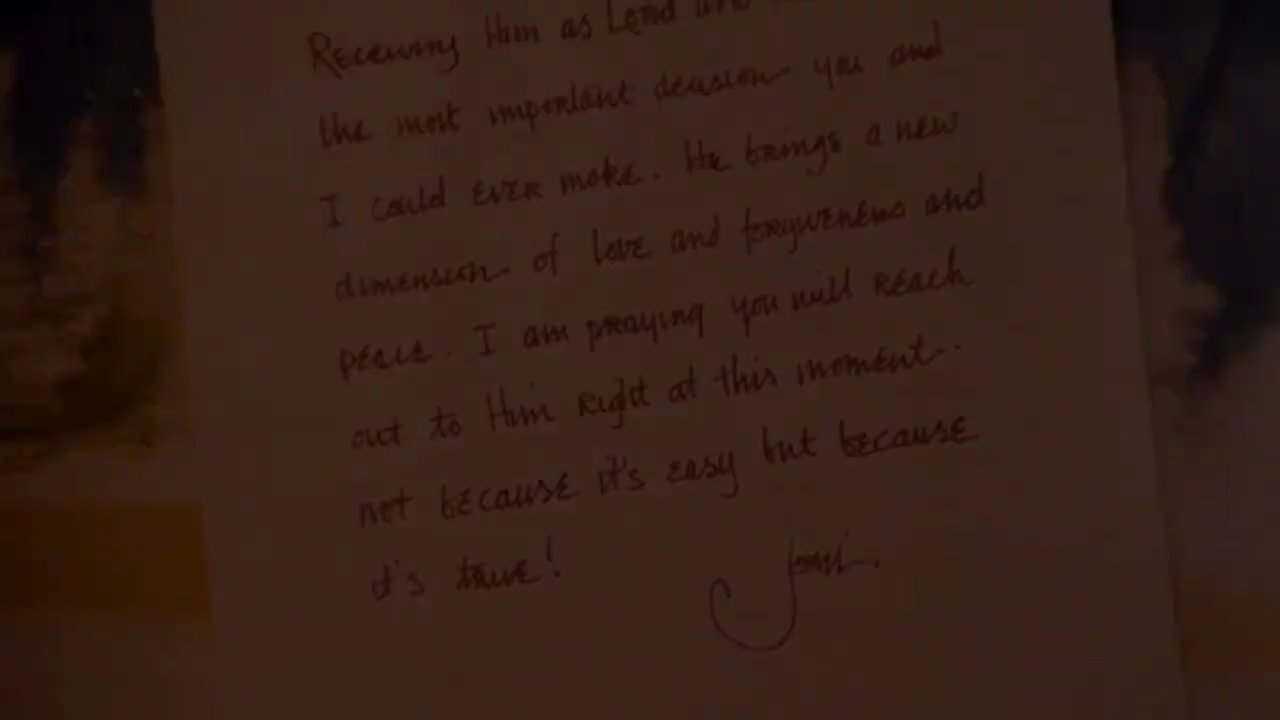 Receiving Him as Lord and
the most important decision you and
I could ever make. He brings a new
dimension of love and forgiveness and
peace. I am praying you will reach
out to Him right at this moment--
not because it's easy but because
it's true!
Joni.